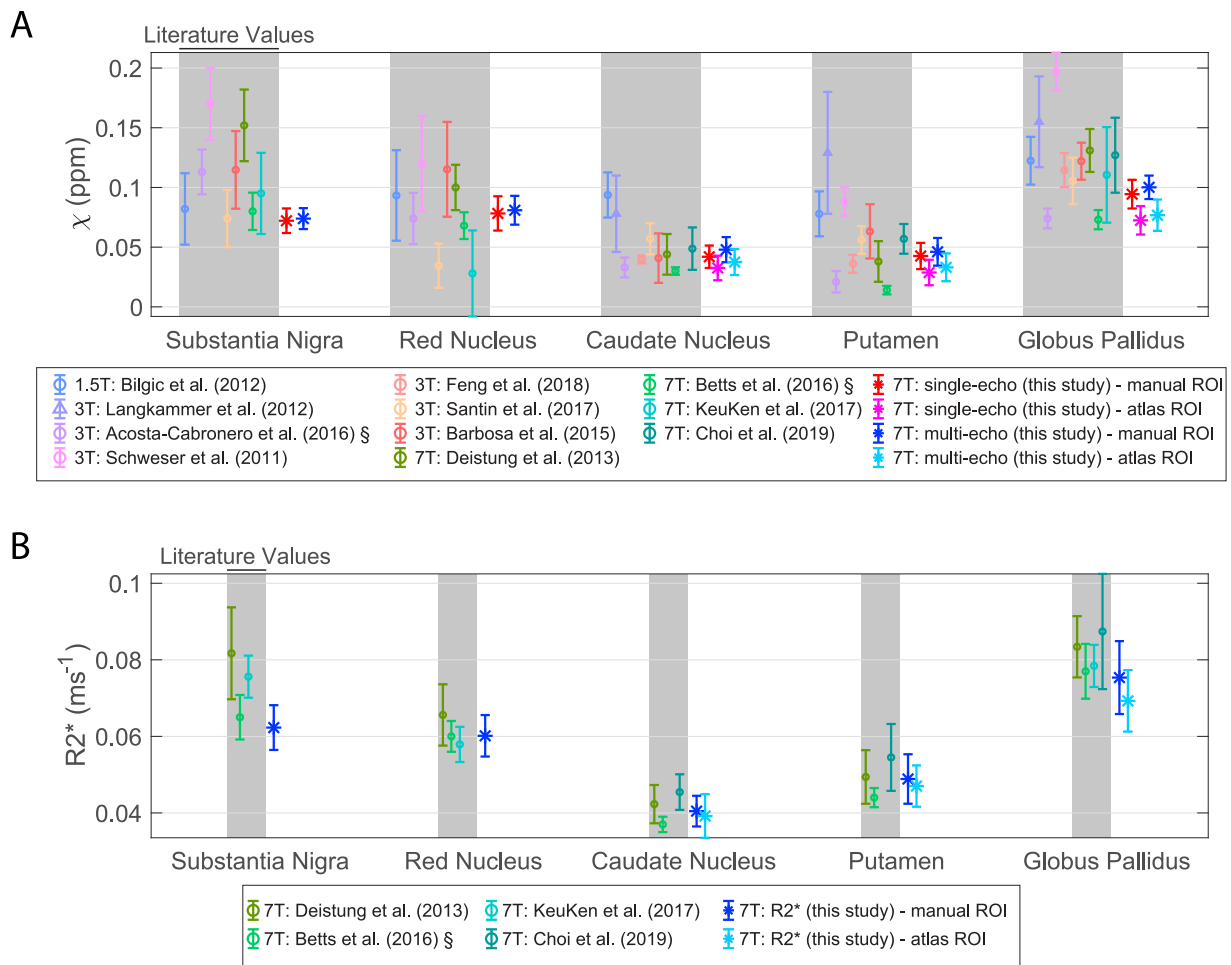 A
Literature Values
0.2
0.15
0.1
0.05
0
χ (ppm)
Substantia Nigra
Red Nucleus
Caudate Nucleus
Putamen
Globus Pallidus
1.5T: Bilgic et al. (2012)
3T: Langkammer et al. (2012)
3T: Acosta-Cabronero et al. (2016) §
3T: Schweser et al. (2011)
3T: Feng et al. (2018)
3T: Santin et al. (2017)
3T: Barbosa et al. (2015)
7T: Deistung et al. (2013)
7T: Betts et al. (2016) §
7T: KeuKen et al. (2017)
7T: Choi et al. (2019)
7T: single-echo (this study) - manual ROI
7T: single-echo (this study) - atlas ROI
7T: multi-echo (this study) - manual ROI
7T: multi-echo (this study) - atlas ROI
B
Literature Values
0.1
0.08
0.06
0.04
R2* (ms⁻¹)
Substantia Nigra
Red Nucleus
Caudate Nucleus
Putamen
Globus Pallidus
7T: Deistung et al. (2013)
7T: Betts et al. (2016) §
7T: KeuKen et al. (2017)
7T: Choi et al. (2019)
7T: R2* (this study) - manual ROI
7T: R2* (this study) - atlas ROI